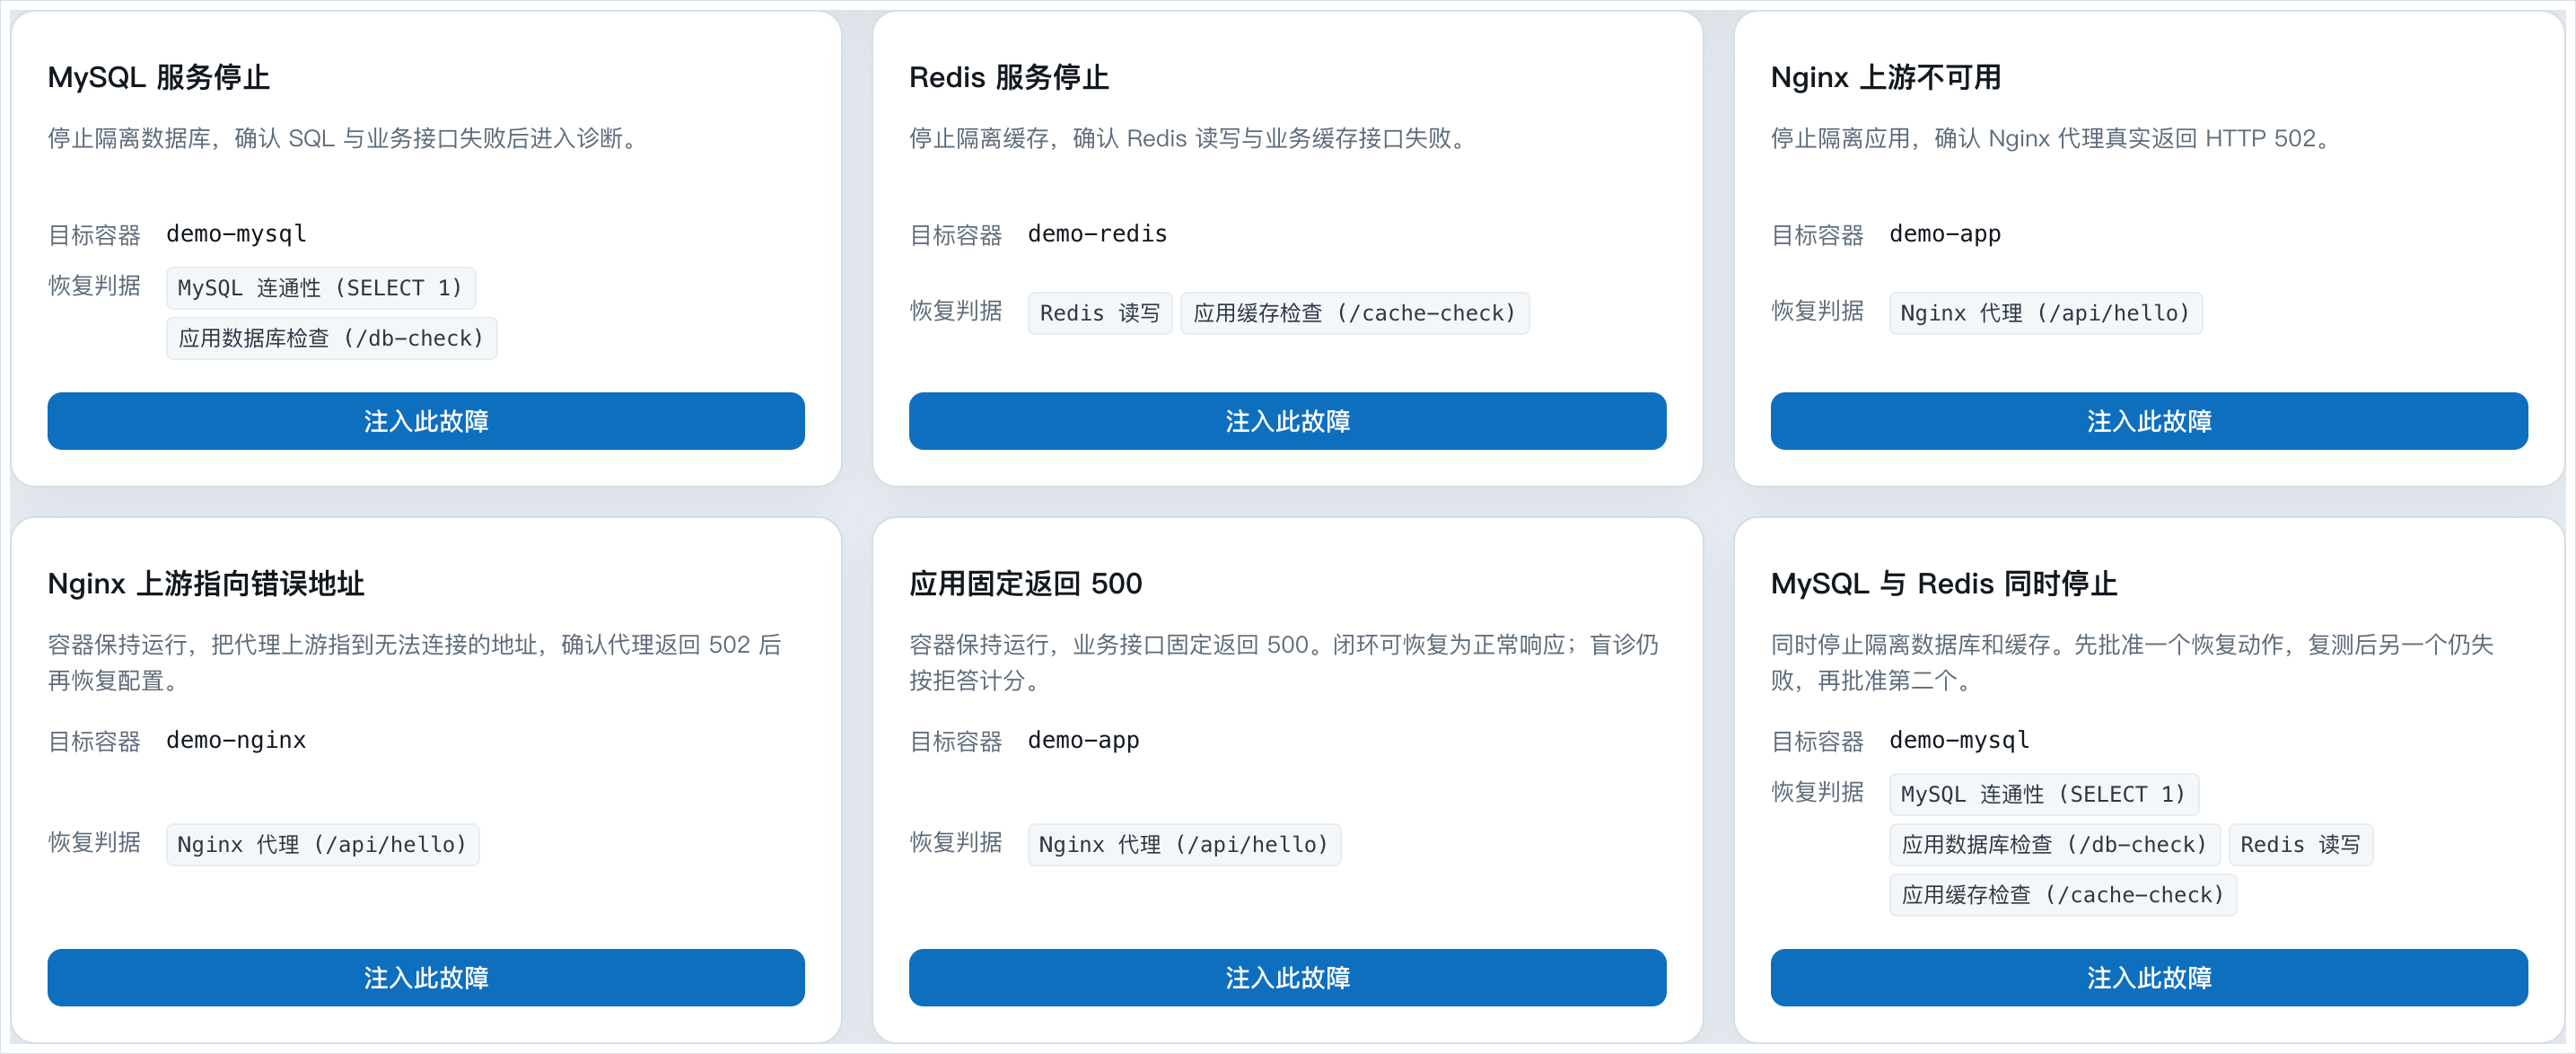 MySQL 服务停止
停止隔离数据库，确认 SQL 与业务接口失败后进入诊断。
目标容器 demo-mysql
恢复判据 MySQL 连通性 (SELECT 1)
应用数据库检查 (/db-check)
注入此故障
Redis 服务停止
停止隔离缓存，确认 Redis 读写与业务缓存接口失败。
目标容器 demo-redis
恢复判据 Redis 读写 应用缓存检查 (/cache-check)
注入此故障
Nginx 上游不可用
停止隔离应用，确认 Nginx 代理真实返回 HTTP 502。
目标容器 demo-app
恢复判据 Nginx 代理 (/api/hello)
注入此故障
Nginx 上游指向错误地址
容器保持运行，把代理上游指到无法连接的地址，确认代理返回 502 后
再恢复配置。
目标容器 demo-nginx
恢复判据 Nginx 代理 (/api/hello)
注入此故障
应用固定返回 500
容器保持运行，业务接口固定返回 500。闭环可恢复为正常响应；盲诊仍
按拒答计分。
目标容器 demo-app
恢复判据 Nginx 代理 (/api/hello)
注入此故障
MySQL 与 Redis 同时停止
同时停止隔离数据库和缓存。先批准一个恢复动作，复测后另一个仍失
败，再批准第二个。
目标容器 demo-mysql
恢复判据 MySQL 连通性 (SELECT 1)
应用数据库检查 (/db-check) Redis 读写
应用缓存检查 (/cache-check)
注入此故障